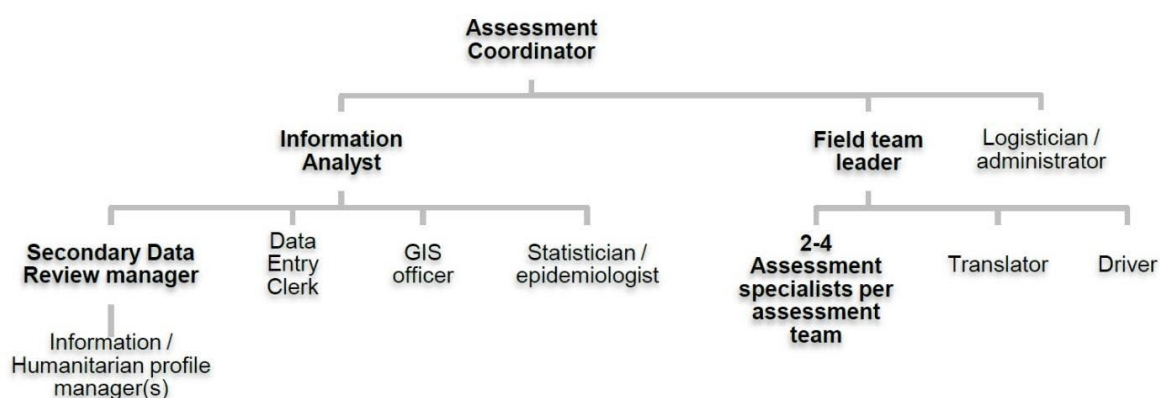 Assessment
Coordinator
Information
Analyst
Field team
leader
Logistician /
administrator
Secondary Data
Review manager
Data
Entry
Clerk
GIS
officer
Statistician /
epidemiologist
2-4
Assessment
specialists per
assessment
team
Translator
Driver
Information /
Humanitarian profile
manager(s)